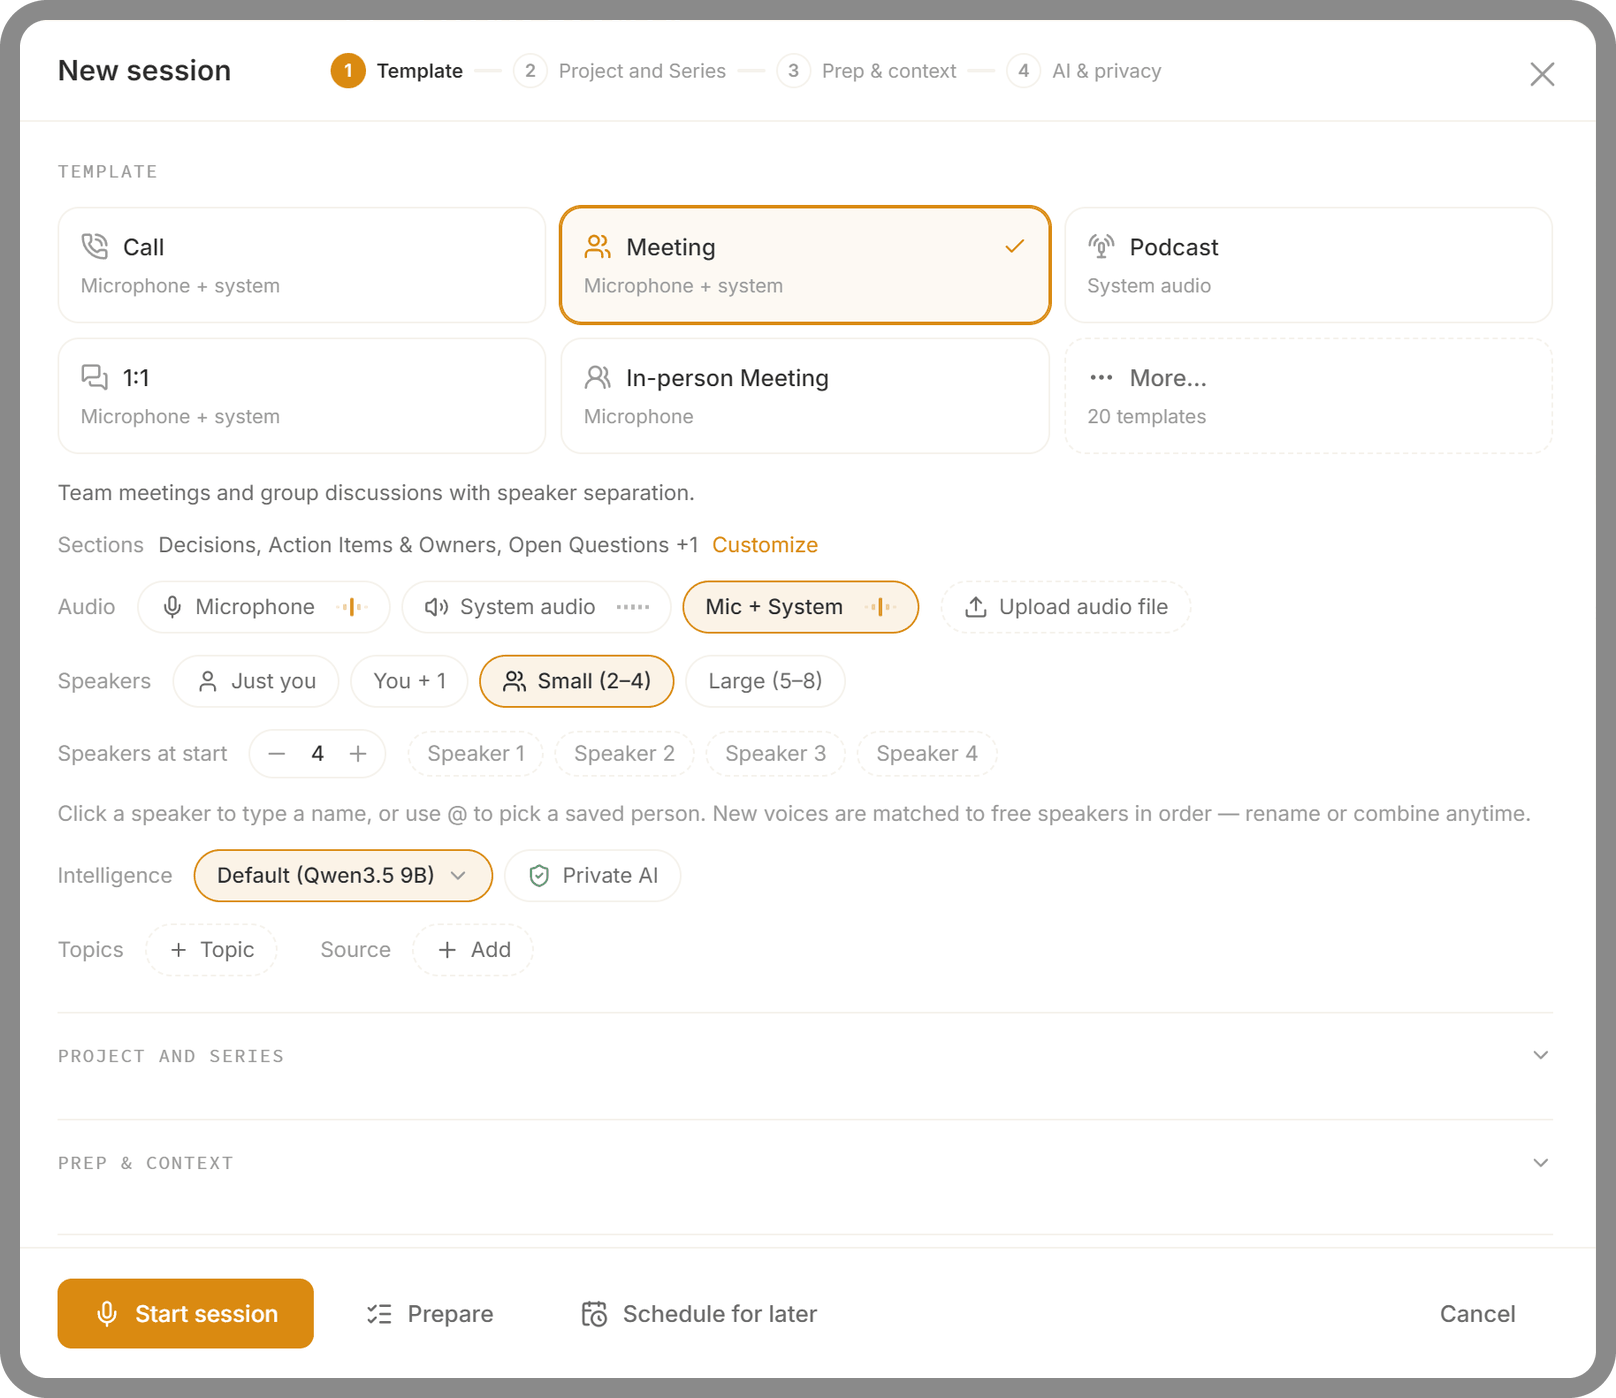 New session
1 Template
2 Project and Series
3 Prep & context
4 AI & privacy
TEMPLATE
Call
Microphone + system
Meeting
Microphone + system
Podcast
System audio
1:1
Microphone + system
In-person Meeting
Microphone
More...
20 templates
Team meetings and group discussions with speaker separation.
Sections Decisions, Action Items & Owners, Open Questions +1 Customize
Audio Microphone System audio Mic + System Upload audio file
Speakers Just you You + 1 Small (2–4) Large (5–8)
Speakers at start − 4 + Speaker 1 Speaker 2 Speaker 3 Speaker 4
Click a speaker to type a name, or use @ to pick a saved person. New voices are matched to free speakers in order — rename or combine anytime.
Intelligence Default (Qwen3.5 9B) Private AI
Topics + Topic Source + Add
PROJECT AND SERIES
PREP & CONTEXT
Start session Prepare Schedule for later Cancel